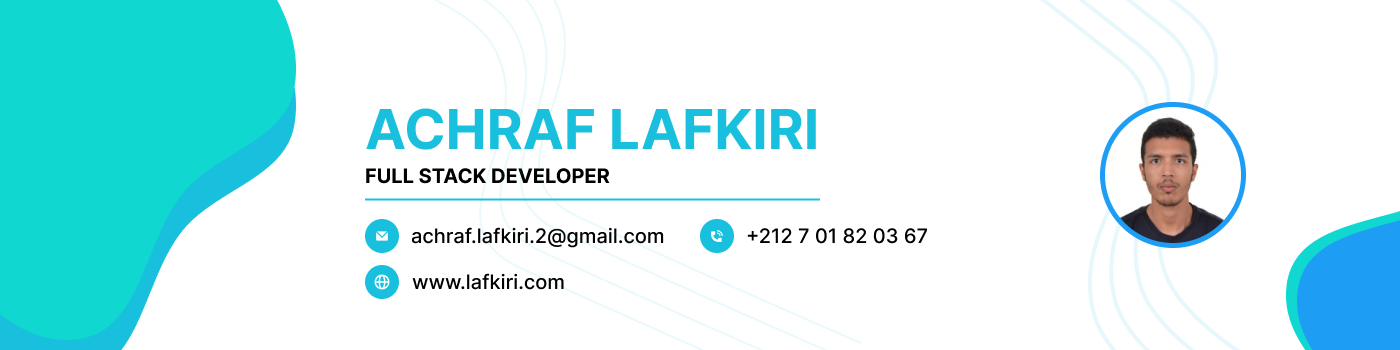 ACHRAF LAFKIRI
FULL STACK DEVELOPER
achraf.lafkiri.2@gmail.com
+212 7 01 82 03 67
www.lafkiri.com